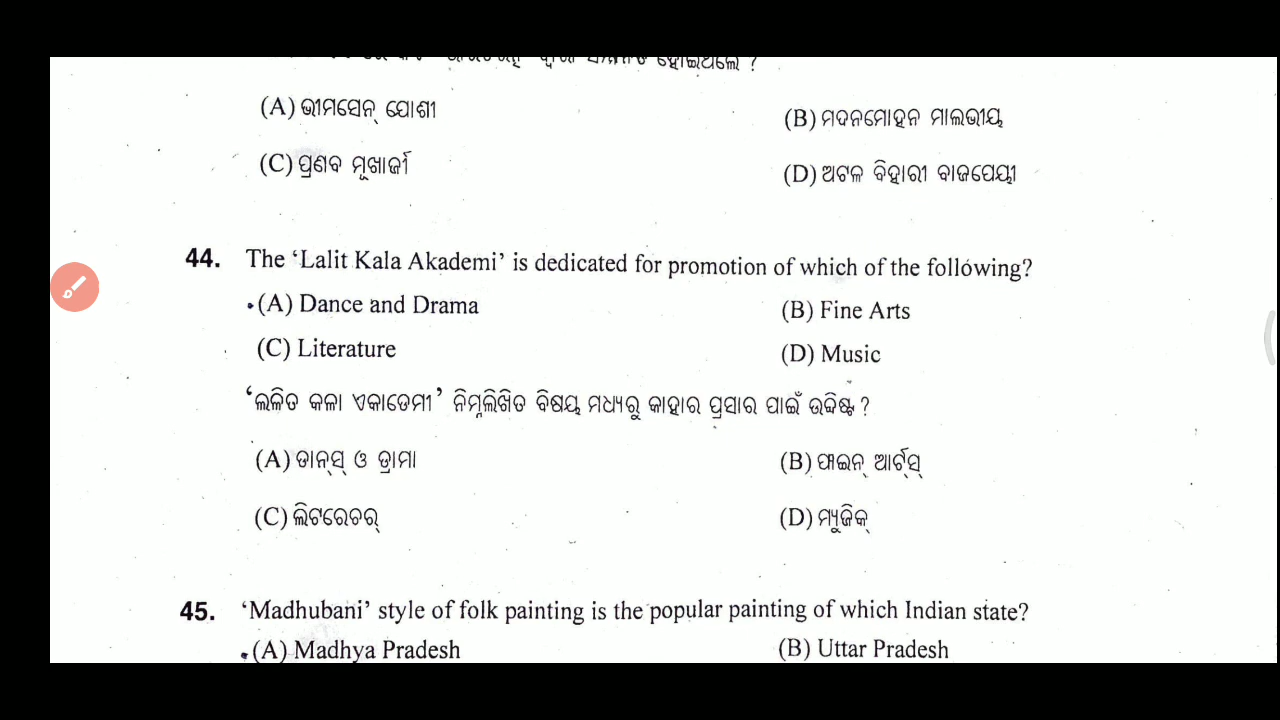 ହୋଇଥିଲେ ?
(A) ଭୀମସେନ୍ ଯୋଶୀ (B) ମଦନମୋହନ ମାଲଭୀୟ
(C) ପ୍ରଣବ ମୂଖାର୍ଜୀ (D) ଅଟଳ ବିହାରୀ ବାଜପେୟୀ
44. The ‘Lalit Kala Akademi’ is dedicated for promotion of which of the following?
(A) Dance and Drama (B) Fine Arts
(C) Literature (D) Music
‘ଲଳିତ କଳା ଏକାଡେମୀ’ ନିମ୍ନଲିଖିତ ବିଷୟ ମଧ୍ୟରୁ କାହାର ପ୍ରସାର ପାଇଁ ଉଦ୍ଦିଷ୍ଟ ?
(A) ଡାନ୍ସ୍ ଓ ଡ୍ରାମା (B) ଫାଇନ୍ ଆର୍ଟ୍ସ୍
(C) ଲିଟରେଚର୍ (D) ମ୍ୟୁଜିକ୍
45. ‘Madhubani’ style of folk painting is the popular painting of which Indian state?
(A) Madhya Pradesh (B) Uttar Pradesh